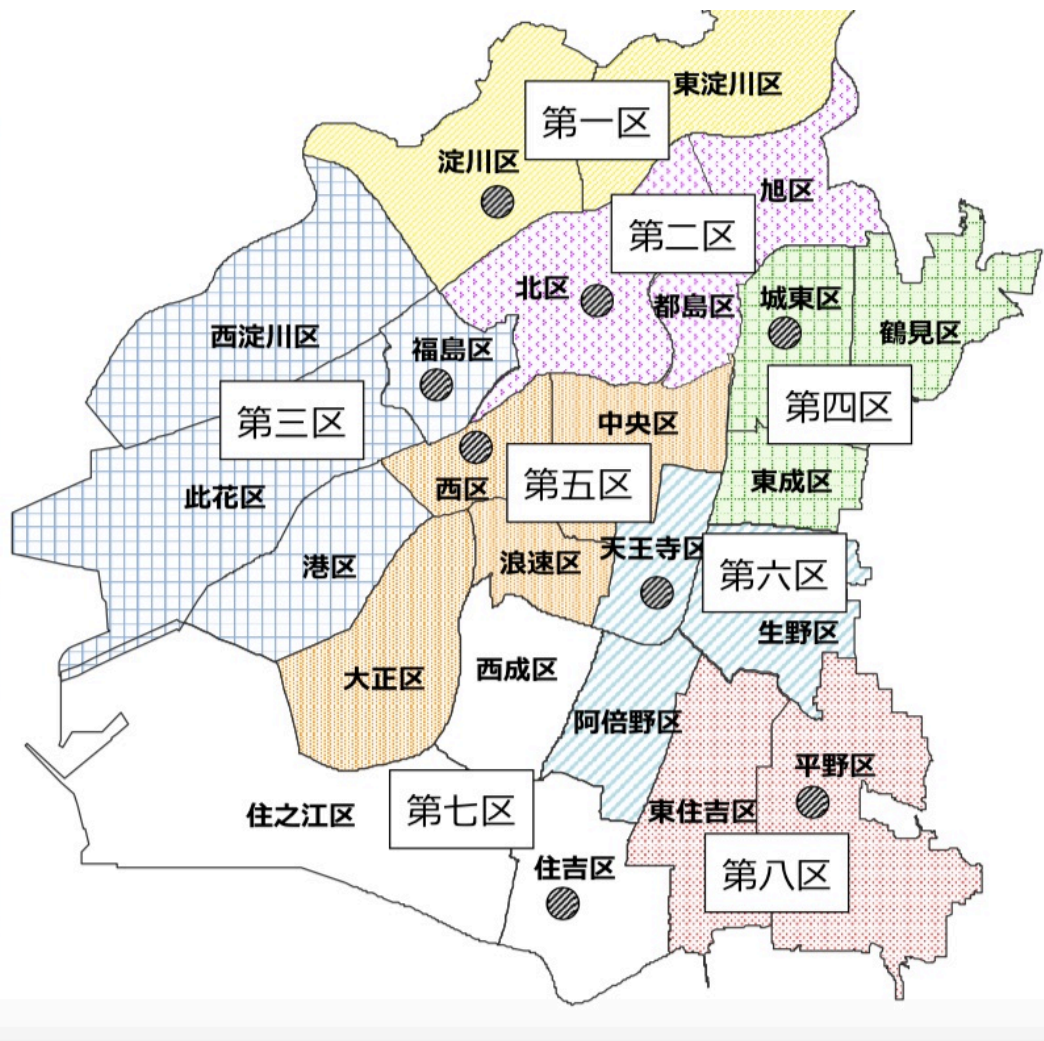 東淀川区
第一区
淀川区
旭区
第二区
北区
都島区
城東区
鶴見区
西淀川区
福島区
第三区
第四区
中央区
此花区
西区
第五区
東成区
港区
浪速区
天王寺区
第六区
生野区
大正区
西成区
阿倍野区
平野区
住之江区
第七区
東住吉区
住吉区
第八区